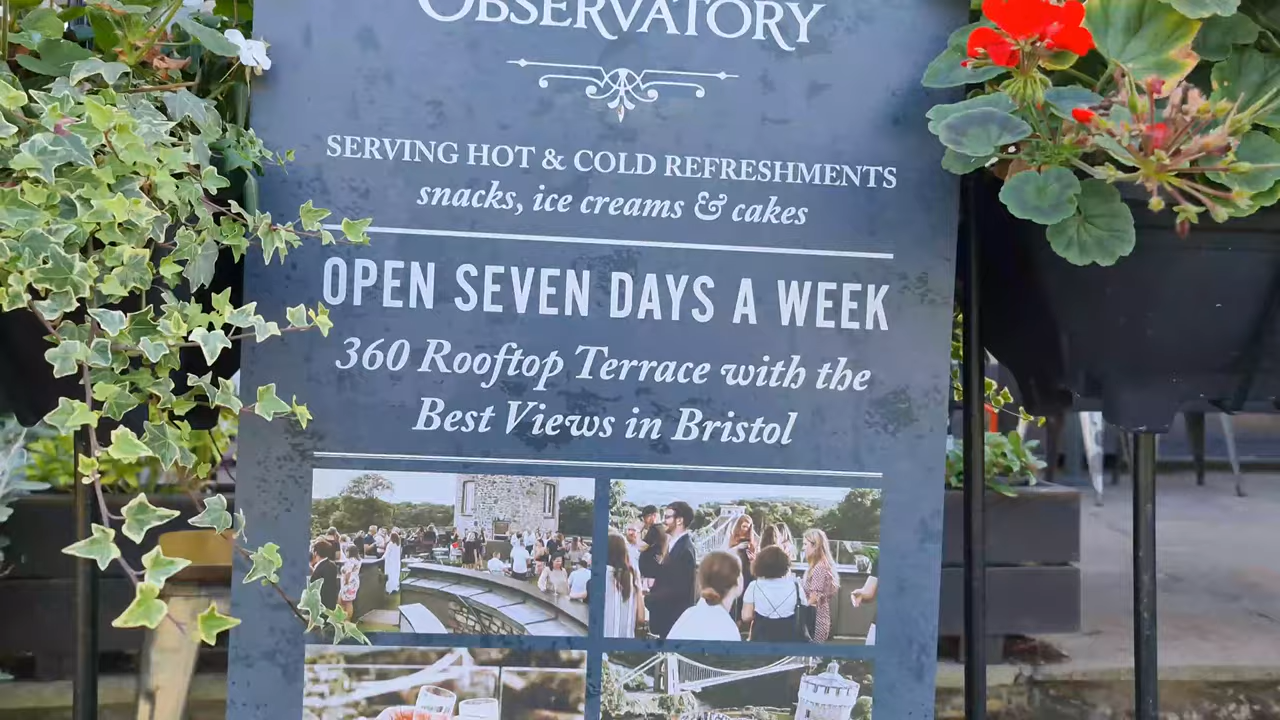 OBSERVATORY
SERVING HOT & COLD REFRESHMENTS
snacks, ice creams & cakes
OPEN SEVEN DAYS A WEEK
360 Rooftop Terrace with the
Best Views in Bristol